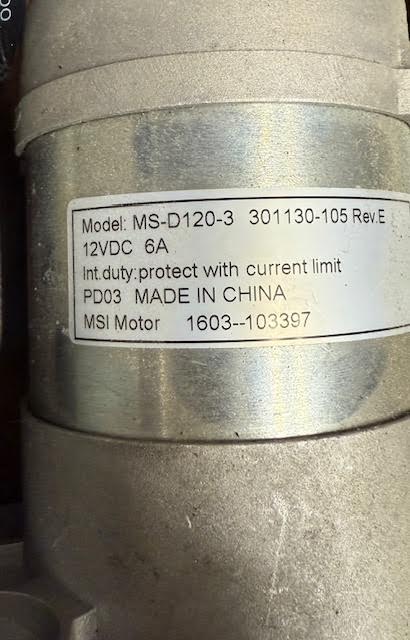 Model: MS-D120-3 301130-105 Rev.E
12VDC 6A
Int.duty:protect with current limit
PD03 MADE IN CHINA
MSI Motor 1603--103397